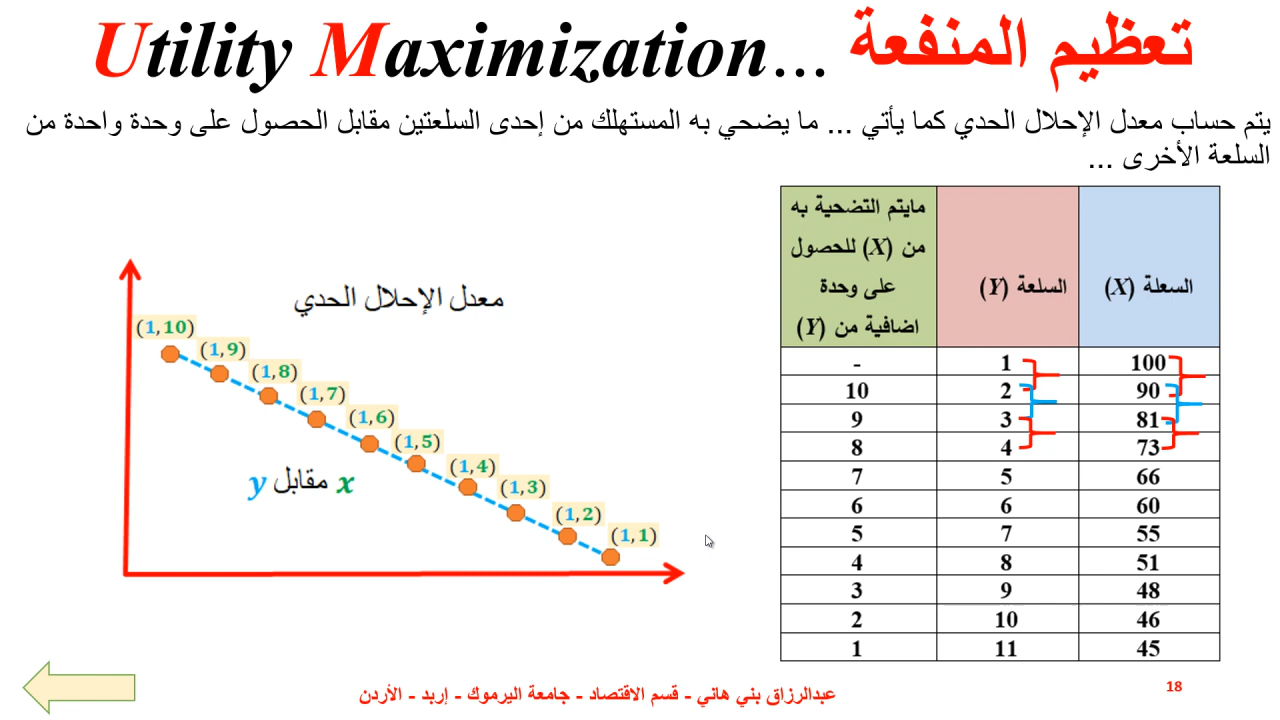 Utility Maximization... تعظيم المنفعة
يتم حساب معدل الإحلال الحدي كما يأتي ... ما يضحي به المستهلك من إحدى السلعتين مقابل الحصول على وحدة واحدة من
السلعة الأخرى ...
معدل الإحلال الحدي
(1,10)
(1,9)
(1,8)
(1,7)
(1,6)
(1,5)
(1,4)
(1,3)
(1,2)
(1,1)
x مقابل y
السعلة (X)
السلعة (Y)
مايتم التضحية به
من (X) للحصول
على وحدة
اضافية من (Y)
100 1 -
90 2 10
81 3 9
73 4 8
66 5 7
60 6 6
55 7 5
51 8 4
48 9 3
46 10 2
45 11 1
عبدالرزاق بني هاني - قسم الاقتصاد - جامعة اليرموك - إربد - الأردن
18